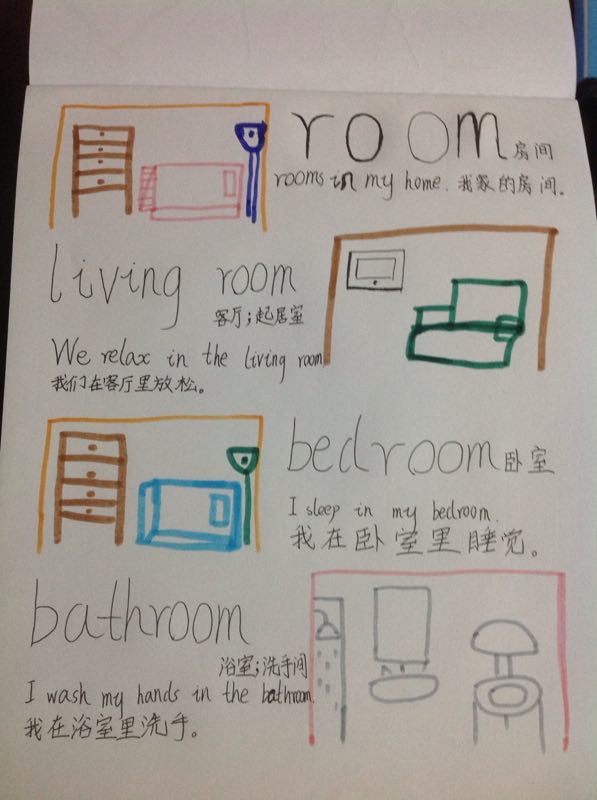 room 房间
rooms in my home. 我家的房间。
living room
客厅；起居室
We relax in the living room
我们在客厅里放松。
bedroom 卧室
I sleep in my bedroom.
我在卧室里睡觉。
bathroom
浴室；洗手间
I wash my hands in the bathroom.
我在浴室里洗手。